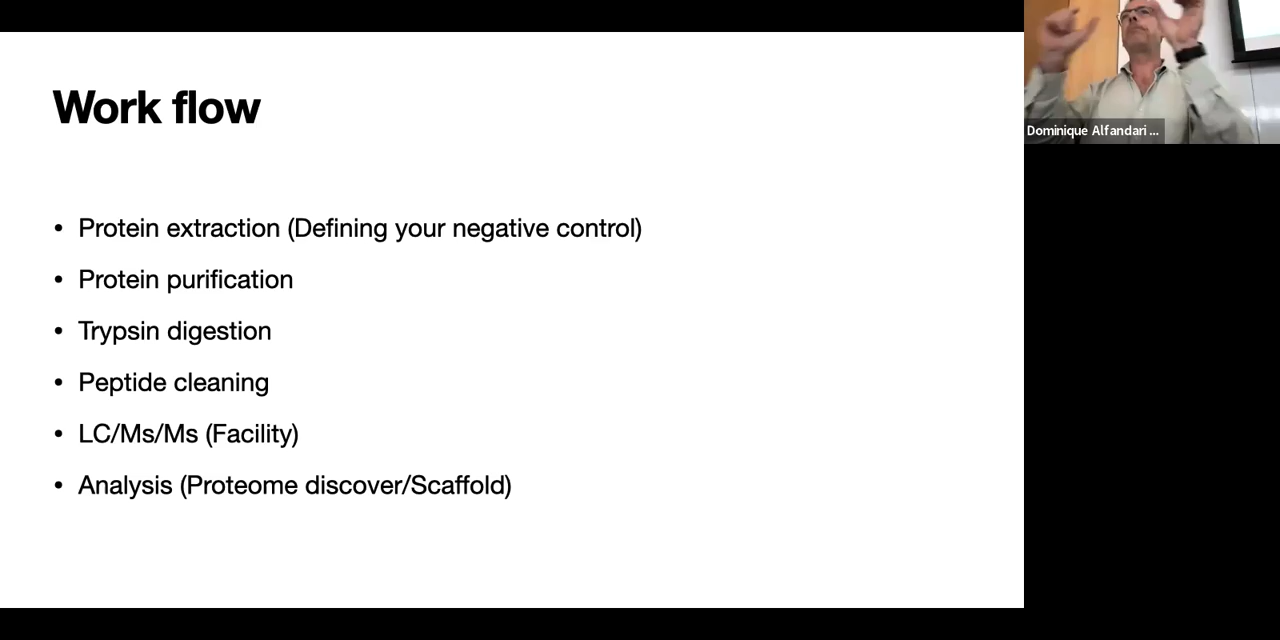 Work flow
• Protein extraction (Defining your negative control)
• Protein purification
• Trypsin digestion
• Peptide cleaning
• LC/Ms/Ms (Facility)
• Analysis (Proteome discover/Scaffold)
Dominique Alfandari ...